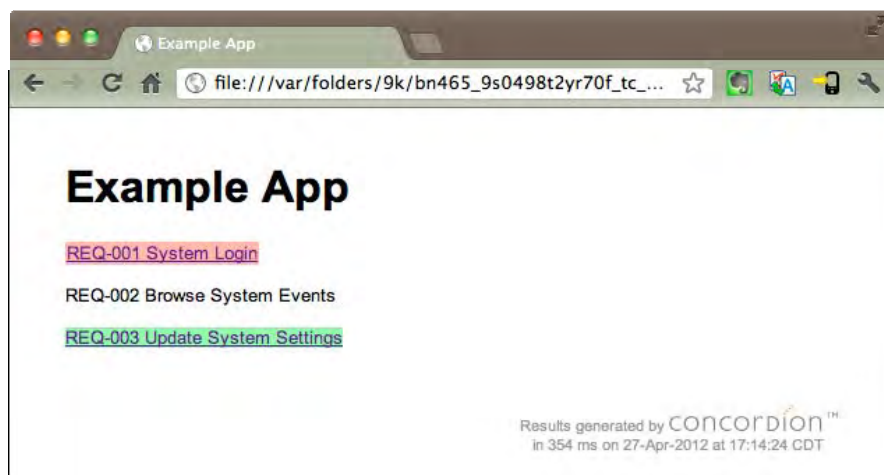 Example App
file:///var/folders/9k/bn465_9s0498t2yr70f_tc_...
Example App
REQ-001 System Login
REQ-002 Browse System Events
REQ-003 Update System Settings
Results generated by CONCORDION™
in 354 ms on 27-Apr-2012 at 17:14:24 CDT